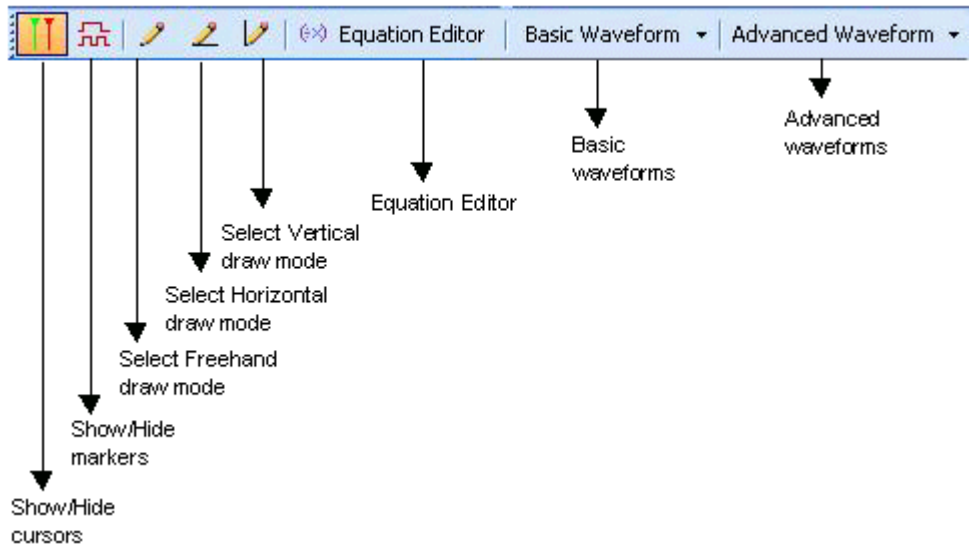 (=x) Equation Editor
Basic Waveform
Advanced Waveform
Advanced
waveforms
Basic
waveforms
Equation Editor
Select Vertical
draw mode
Select Horizontal
draw mode
Select Freehand
draw mode
Show/Hide
markers
Show/Hide
cursors